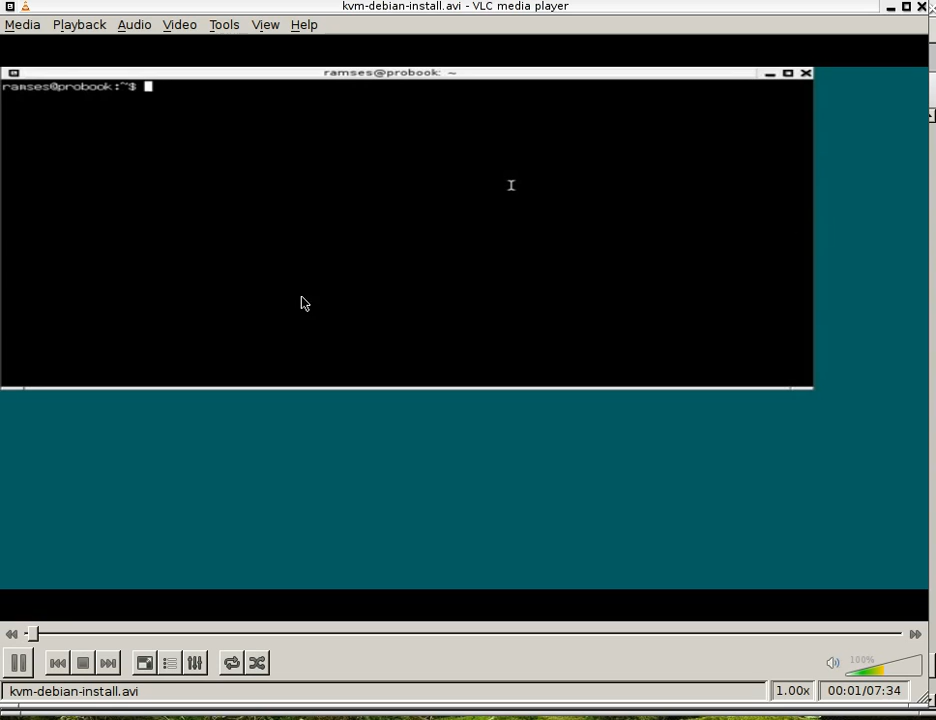 kvm-debian-install.avi - VLC media player
Media Playback Audio Video Tools View Help
ramses@probook: ~
ramses@probook:~$
100%
kvm-debian-install.avi 1.00x 00:01/07:34